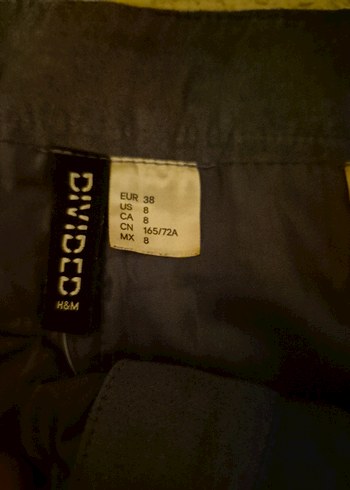 DIVIDED
H&M
EUR 38
US 8
CA 8
CN 165/72A
MX 8